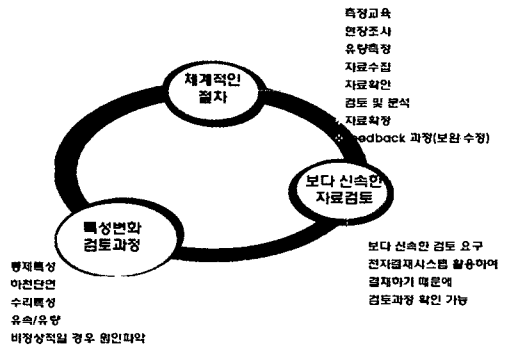 측정교육
현장조사
유량측정
자료수집
자료확인
검토 및 분석
자료확정
edback 과정(보완 수정)
체계적인
절차
보다 신속한
자료검토
특성변화
검토과정
통제특성
하천단면
수리특성
유속/유량
비정상적일 경우 원인파악
보다 신속한 검토 요구
전자결재시스템 활용하여
결재하기 때문에
검토과정 확인 가능